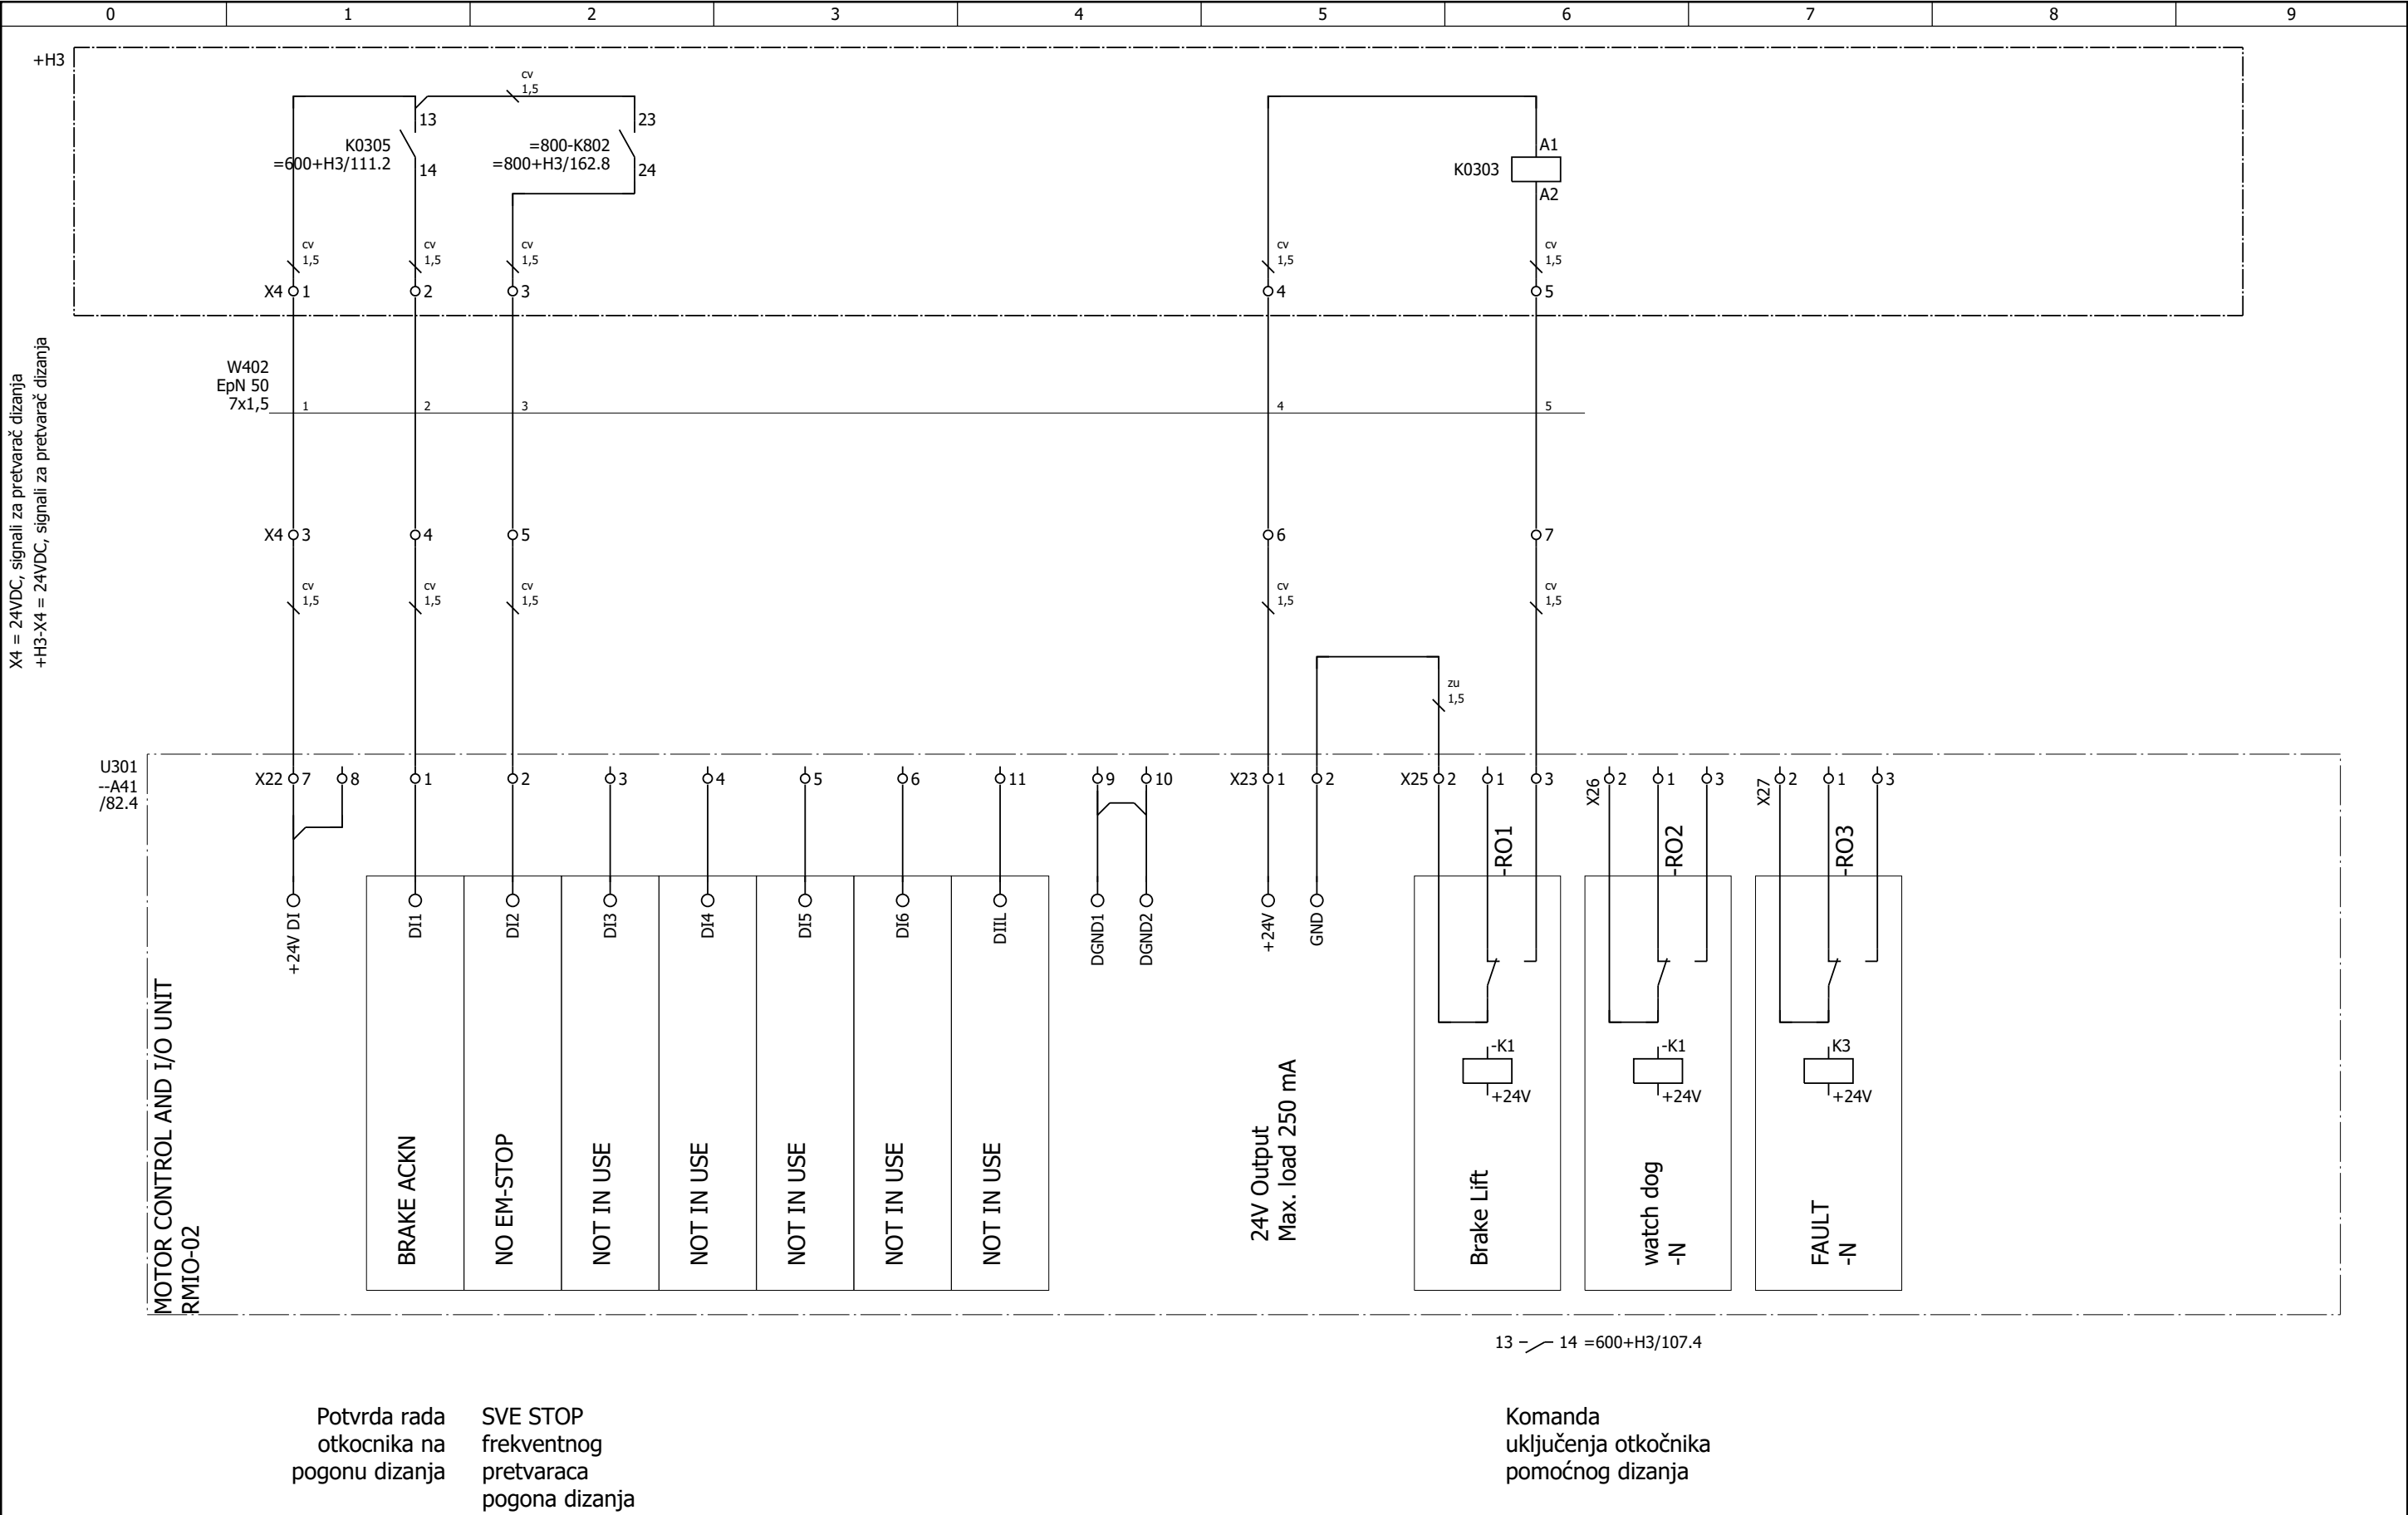 0 1 2 3 4 5 6 7 8 9
+H3
cv
1,5
13
23
K0305
=600+H3/111.2
=800-K802
=800+H3/162.8
14
24
A1
K0303
A2
cv
1,5
cv
1,5
cv
1,5
cv
1,5
cv
1,5
X4 1 2 3 4 5
X4 = 24VDC, signali za pretvarač dizanja
+H3-X4 = 24VDC, signali za pretvarač dizanja
W402
EpN 50
7x1,5
1 2 3 4 5
X4 3 4 5 6 7
cv
1,5
cv
1,5
cv
1,5
cv
1,5
cv
1,5
zu
1,5
U301
--A41
/82.4
X22 7 8 1 2 3 4 5 6 11 9 10 X23 1 2 X25 2 1 3 X26 2 1 3 X27 2 1 3
-RO1
-RO2
-RO3
+24V DI
DI1
DI2
DI3
DI4
DI5
DI6
DIIL
DGND1
DGND2
+24V
GND
MOTOR CONTROL AND I/O UNIT
RMIO-02
BRAKE ACKN
NO EM-STOP
NOT IN USE
NOT IN USE
NOT IN USE
NOT IN USE
NOT IN USE
24V Output
Max. load 250 mA
-K1
+24V
Brake Lift
-K1
+24V
watch dog
-N
K3
+24V
FAULT
-N
13 14 =600+H3/107.4
Potvrda rada
otkocnika na
pogonu dizanja
SVE STOP
frekventnog
pretvaraca
pogona dizanja
Komanda
uključenja otkočnika
pomoćnog dizanja